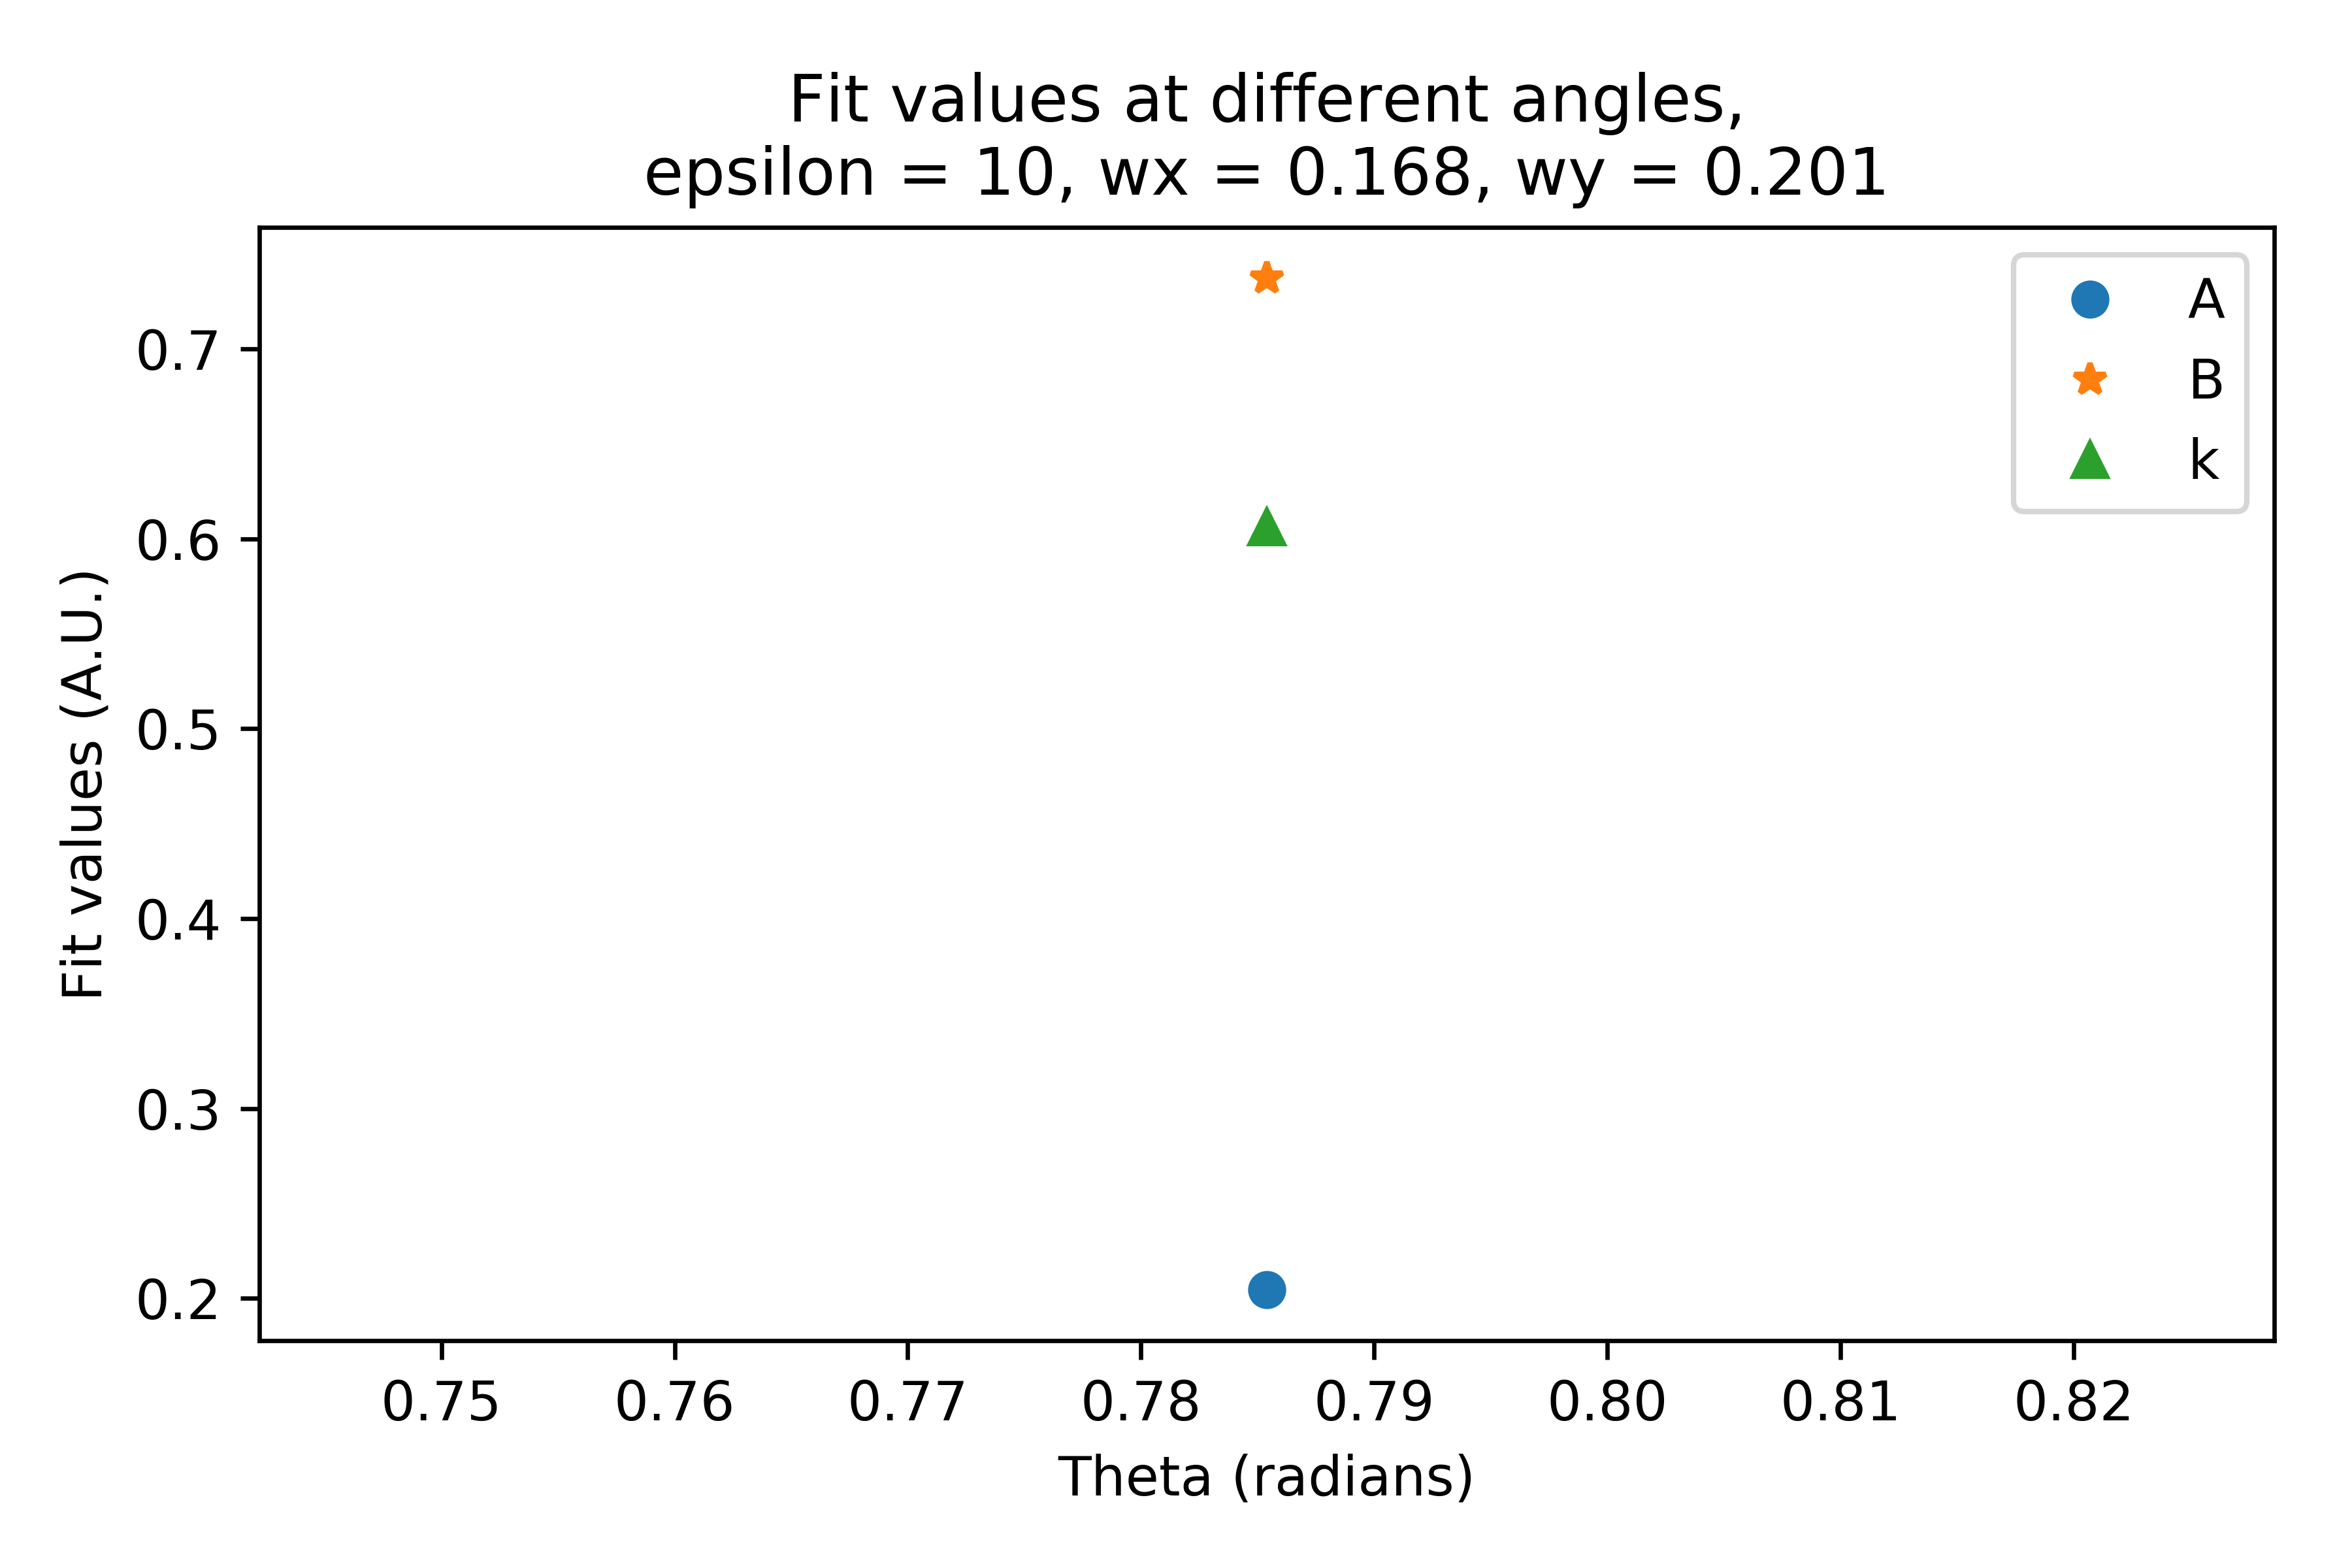 Fit values at different angles,
epsilon = 10, wx = 0.168, wy = 0.201
A
B
k
Fit values (A.U.)
0.7
0.6
0.5
0.4
0.3
0.2
0.75 0.76 0.77 0.78 0.79 0.80 0.81 0.82
Theta (radians)